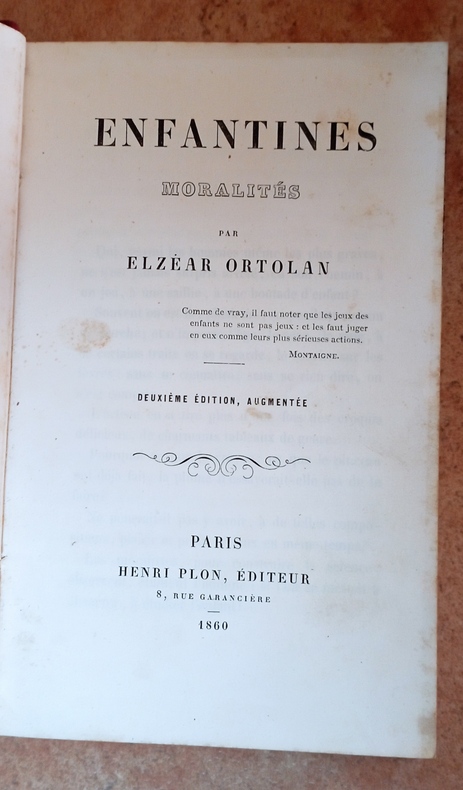 ENFANTINES
MORALITÉS
PAR
ELZÉAR ORTOLAN
Comme de vray, il faut noter que les jeux des
enfants ne sont pas jeux : et les faut juger
en eux comme leurs plus sérieuses actions.
MONTAIGNE.
DEUXIÈME ÉDITION, AUGMENTÉE
PARIS
HENRI PLON, ÉDITEUR
8, RUE GARANCIÈRE
1860